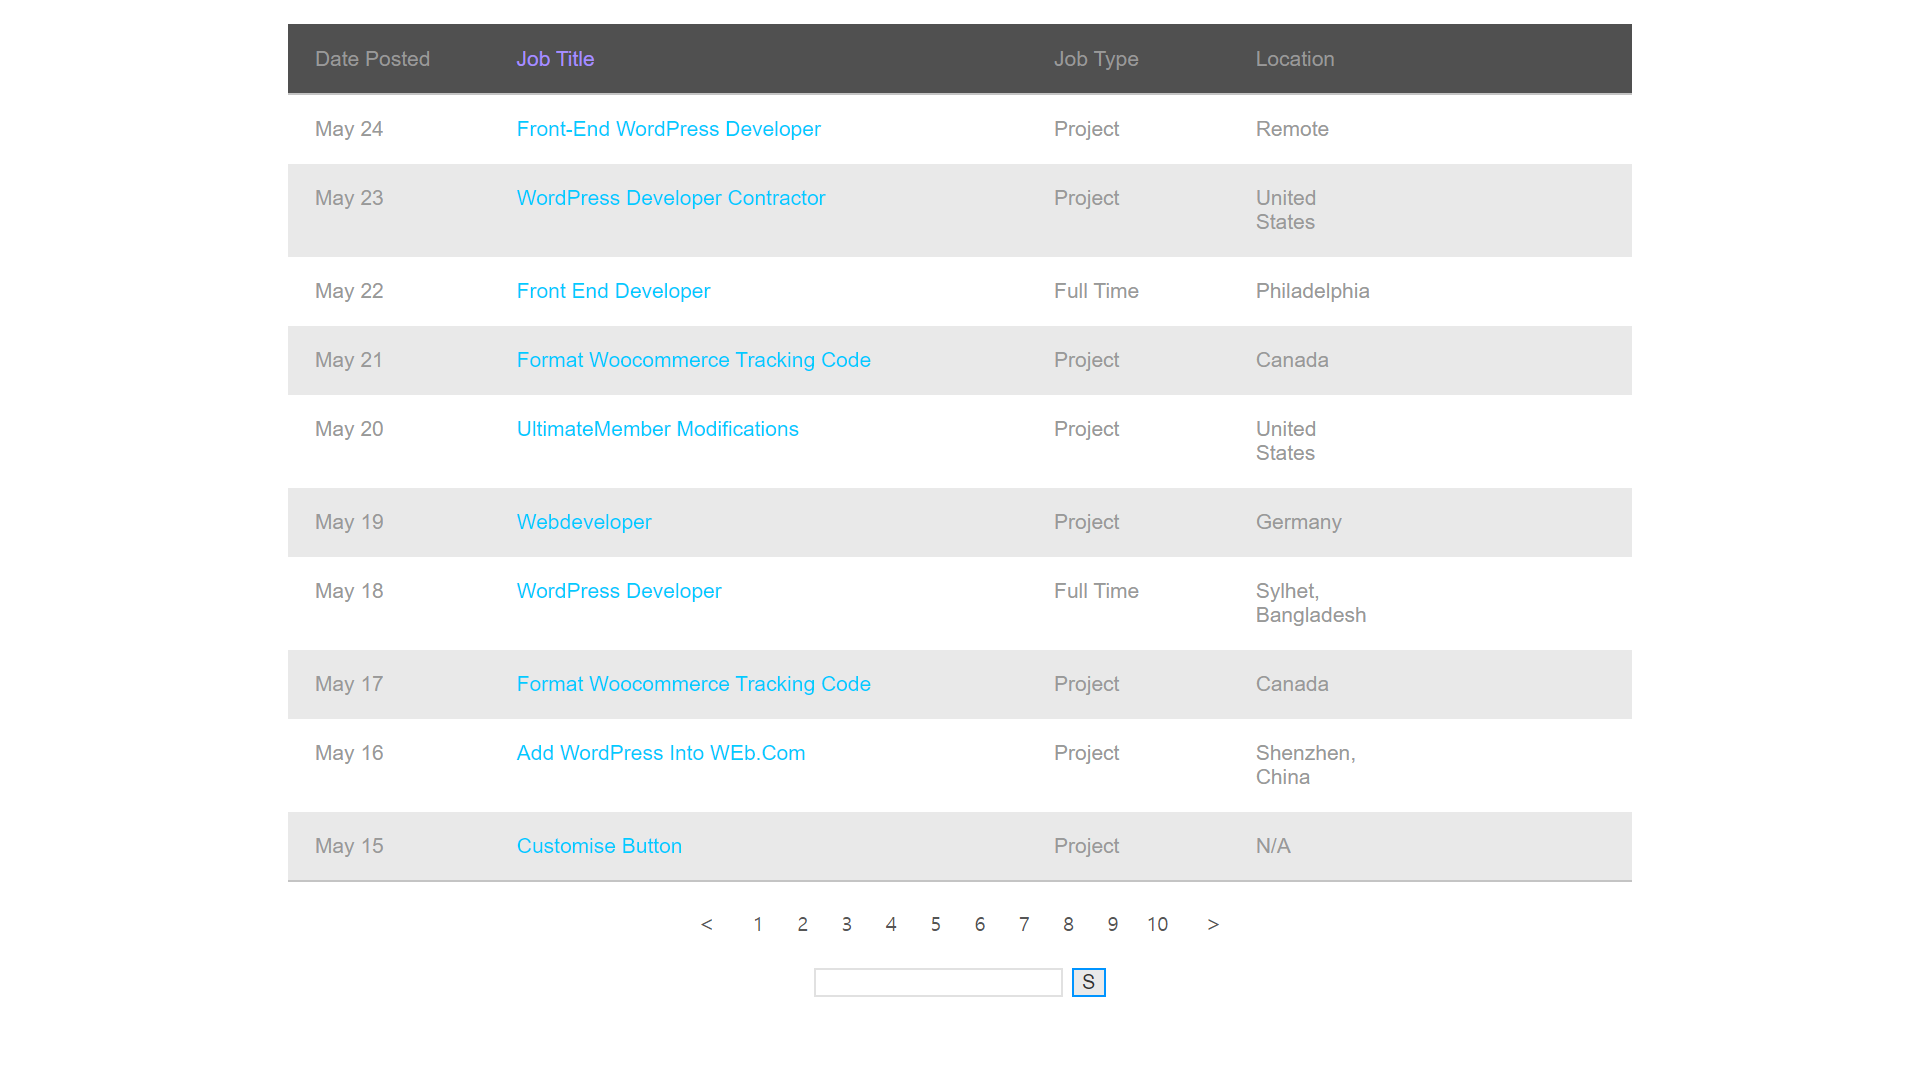 Date Posted Job Title Job Type Location
May 24 Front-End WordPress Developer Project Remote
May 23 WordPress Developer Contractor Project United
States
May 22 Front End Developer Full Time Philadelphia
May 21 Format Woocommerce Tracking Code Project Canada
May 20 UltimateMember Modifications Project United
States
May 19 Webdeveloper Project Germany
May 18 WordPress Developer Full Time Sylhet,
Bangladesh
May 17 Format Woocommerce Tracking Code Project Canada
May 16 Add WordPress Into WEb.Com Project Shenzhen,
China
May 15 Customise Button Project N/A
< 1 2 3 4 5 6 7 8 9 10 >
S